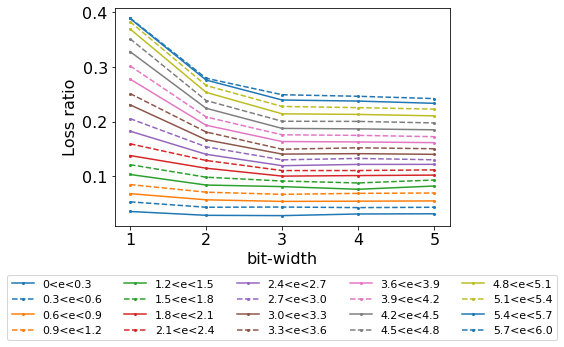 0.4
0.3
0.2
0.1
Loss ratio
1 2 3 4 5
bit-width
0<e<0.3 1.2<e<1.5 2.4<e<2.7 3.6<e<3.9 4.8<e<5.1
0.3<e<0.6 1.5<e<1.8 2.7<e<3.0 3.9<e<4.2 5.1<e<5.4
0.6<e<0.9 1.8<e<2.1 3.0<e<3.3 4.2<e<4.5 5.4<e<5.7
0.9<e<1.2 2.1<e<2.4 3.3<e<3.6 4.5<e<4.8 5.7<e<6.0